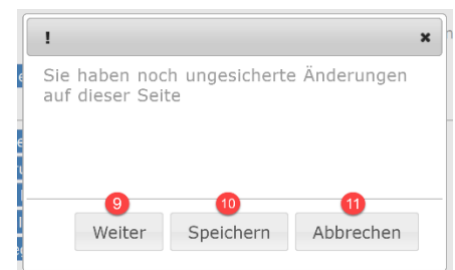 !
Sie haben noch ungesicherte Änderungen
auf dieser Seite
9 10 11
Weiter Speichern Abbrechen